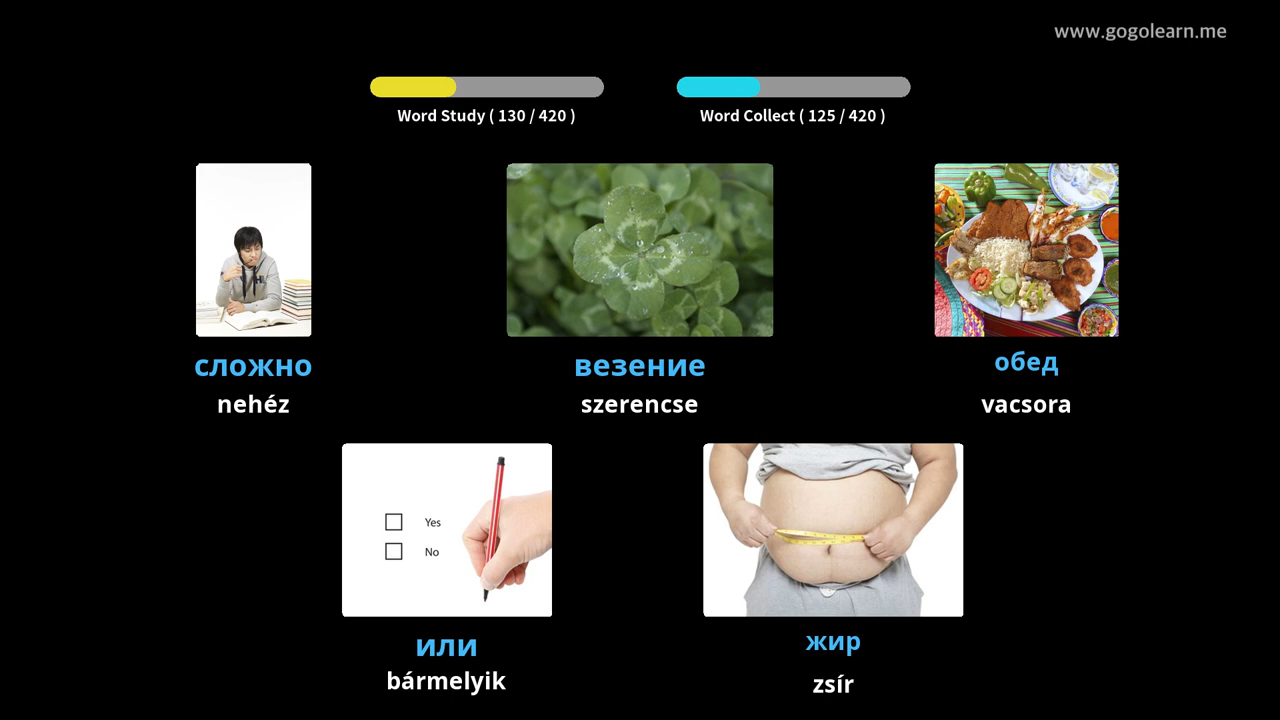 www.gogolearn.me
Word Study ( 130 / 420 )
Word Collect ( 125 / 420 )
сложно
nehéz
везение
szerencse
обед
vacsora
Yes
No
или
bármelyik
жир
zsír